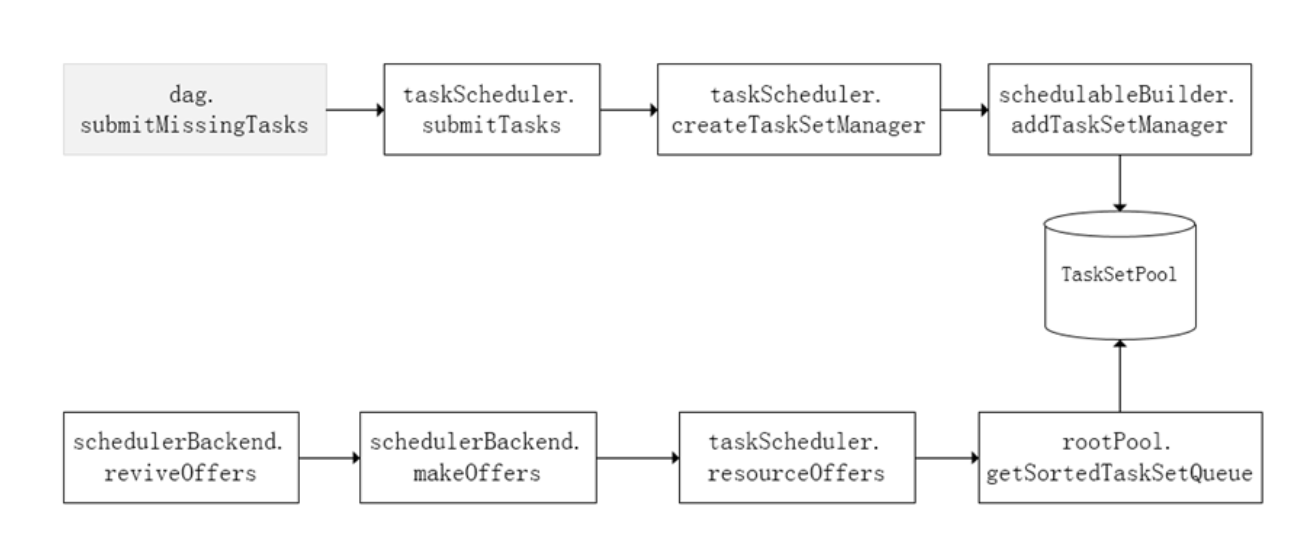 dag.
submitMissingTasks
taskScheduler.
submitTasks
taskScheduler.
createTaskSetManager
schedulableBuilder.
addTaskSetManager
TaskSetPool
schedulerBackend.
reviveOffers
schedulerBackend.
makeOffers
taskScheduler.
resourceOffers
rootPool.
getSortedTaskSetQueue